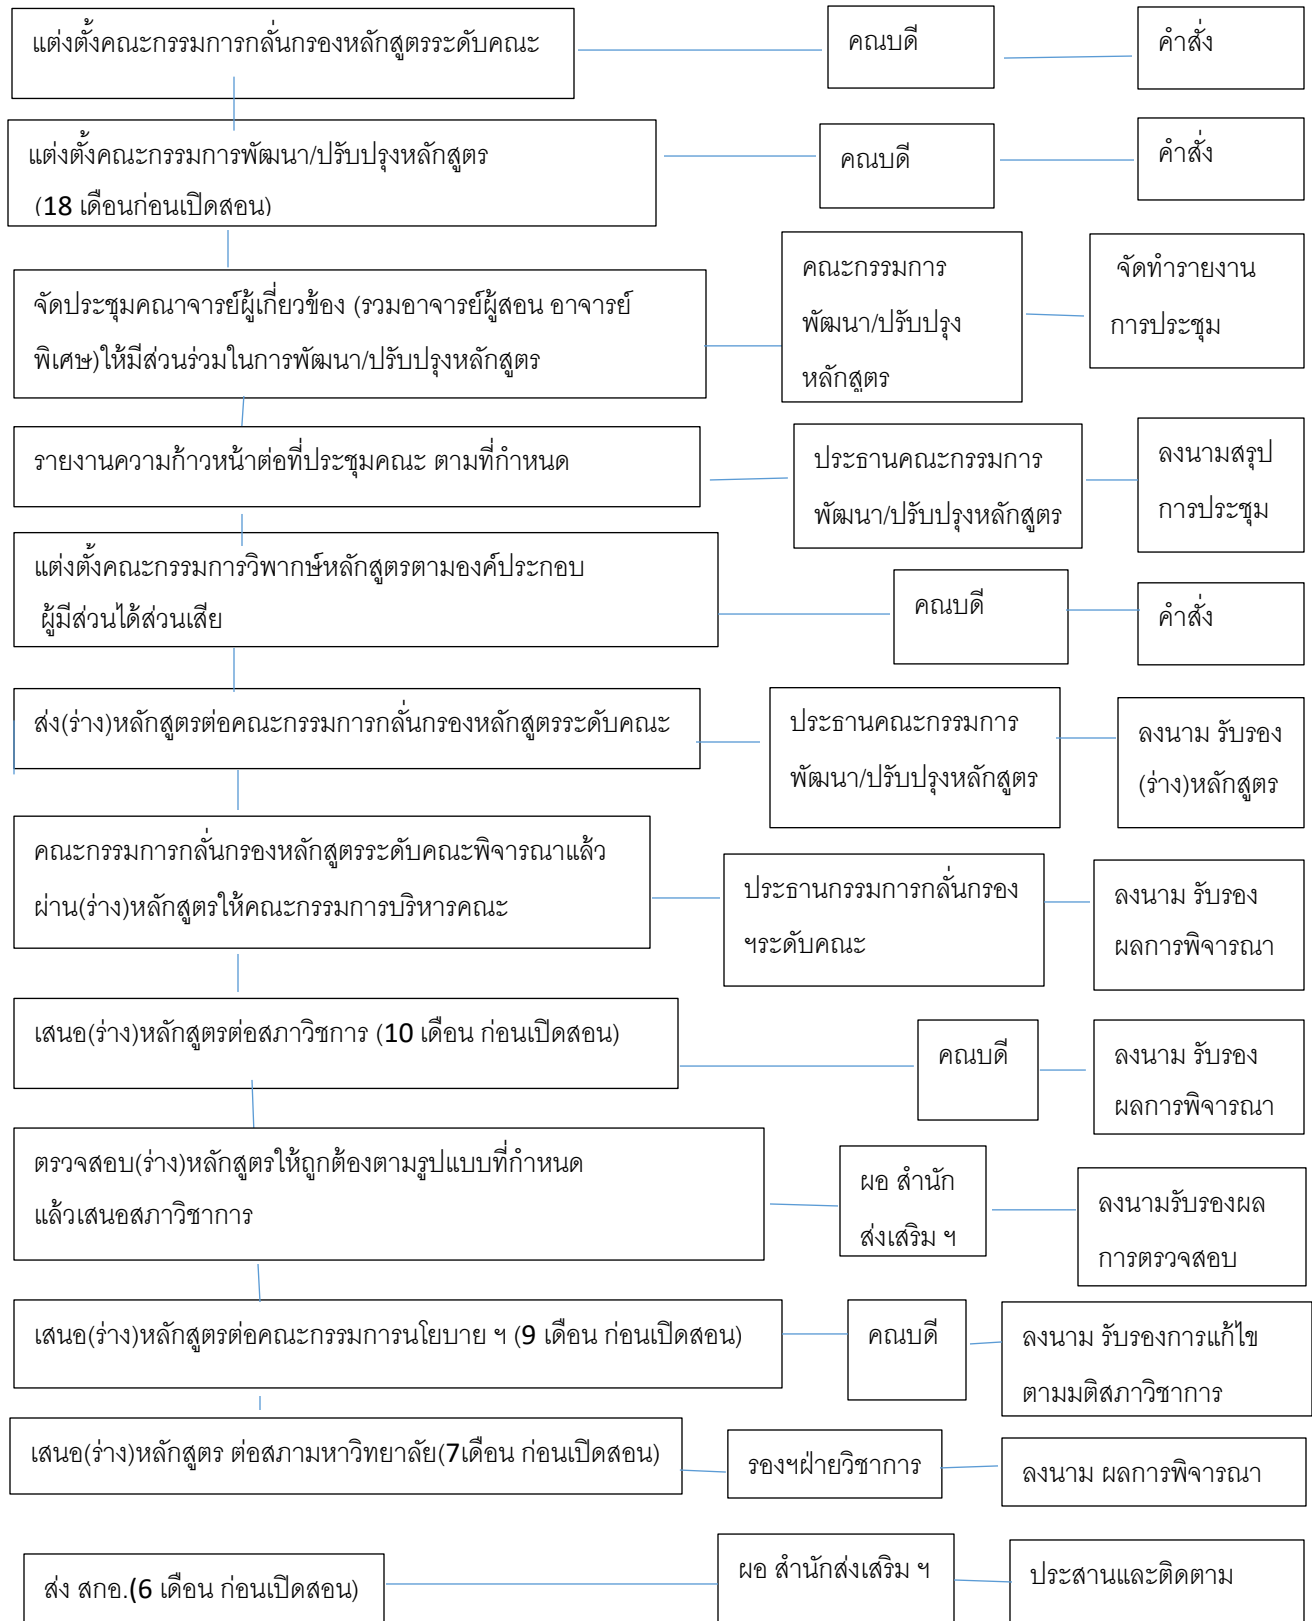 แต่งตั้งคณะกรรมการกลั่นกรองหลักสูตรระดับคณะ
คณบดี
คำสั่ง
แต่งตั้งคณะกรรมการพัฒนา/ปรับปรุงหลักสูตร
(18 เดือนก่อนเปิดสอน)
คณบดี
คำสั่ง
จัดประชุมคณาจารย์ผู้เกี่ยวข้อง (รวมอาจารย์ผู้สอน อาจารย์
พิเศษ)ให้มีส่วนร่วมในการพัฒนา/ปรับปรุงหลักสูตร
คณะกรรมการ
พัฒนา/ปรับปรุง
หลักสูตร
จัดทำรายงาน
การประชุม
รายงานความก้าวหน้าต่อที่ประชุมคณะ ตามที่กำหนด
ประธานคณะกรรมการ
พัฒนา/ปรับปรุงหลักสูตร
ลงนามสรุป
การประชุม
แต่งตั้งคณะกรรมการวิพากษ์หลักสูตรตามองค์ประกอบ
ผู้มีส่วนได้ส่วนเสีย
คณบดี
คำสั่ง
ส่ง(ร่าง)หลักสูตรต่อคณะกรรมการกลั่นกรองหลักสูตรระดับคณะ
ประธานคณะกรรมการ
พัฒนา/ปรับปรุงหลักสูตร
ลงนาม รับรอง
(ร่าง)หลักสูตร
คณะกรรมการกลั่นกรองหลักสูตรระดับคณะพิจารณาแล้ว
ผ่าน(ร่าง)หลักสูตรให้คณะกรรมการบริหารคณะ
ประธานกรรมการกลั่นกรอง
ฯระดับคณะ
ลงนาม รับรอง
ผลการพิจารณา
เสนอ(ร่าง)หลักสูตรต่อสภาวิชการ (10 เดือน ก่อนเปิดสอน)
คณบดี
ลงนาม รับรอง
ผลการพิจารณา
ตรวจสอบ(ร่าง)หลักสูตรให้ถูกต้องตามรูปแบบที่กำหนด
แล้วเสนอสภาวิชาการ
ผอ สำนัก
ส่งเสริม ฯ
ลงนามรับรองผล
การตรวจสอบ
เสนอ(ร่าง)หลักสูตรต่อคณะกรรมการนโยบาย ฯ (9 เดือน ก่อนเปิดสอน)
คณบดี
ลงนาม รับรองการแก้ไข
ตามมติสภาวิชาการ
เสนอ(ร่าง)หลักสูตร ต่อสภามหาวิทยาลัย(7เดือน ก่อนเปิดสอน)
รองฯฝ่ายวิชาการ
ลงนาม ผลการพิจารณา
ส่ง สกอ.(6 เดือน ก่อนเปิดสอน)
ผอ สำนักส่งเสริม ฯ
ประสานและติดตาม